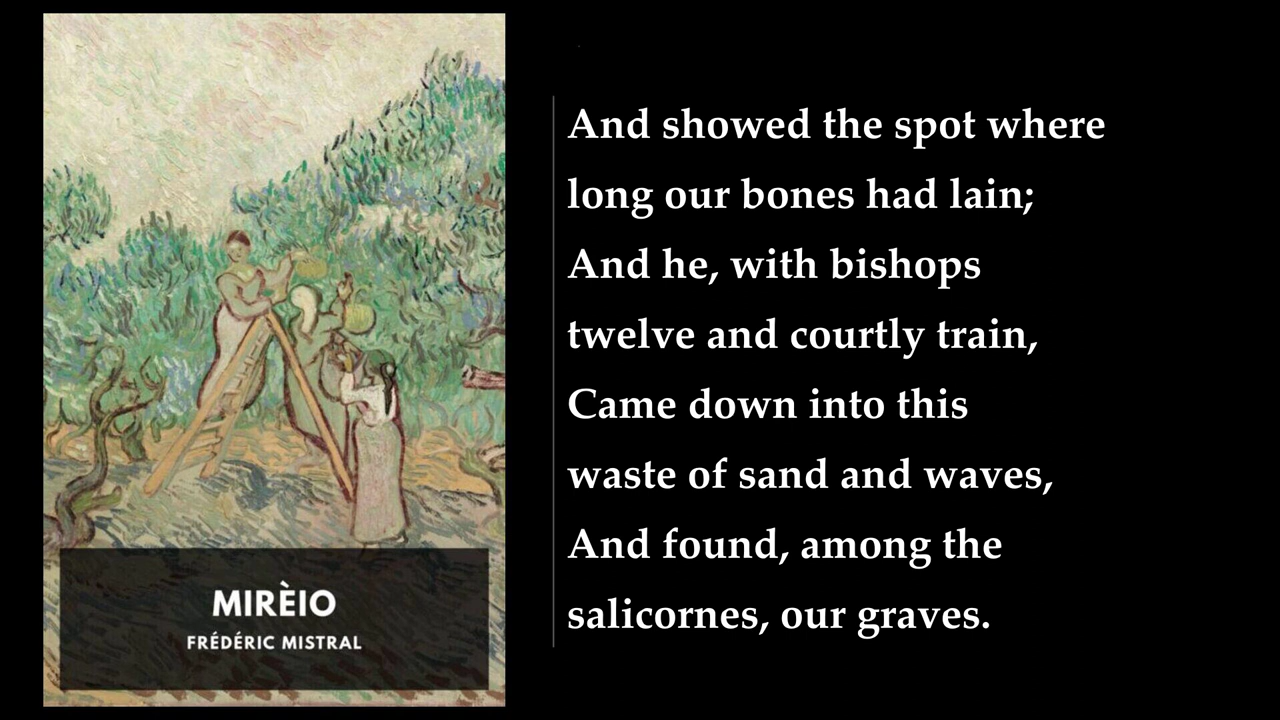 MIRÈIO
FRÉDÉRIC MISTRAL
And showed the spot where
long our bones had lain;
And he, with bishops
twelve and courtly train,
Came down into this
waste of sand and waves,
And found, among the
salicornes, our graves.